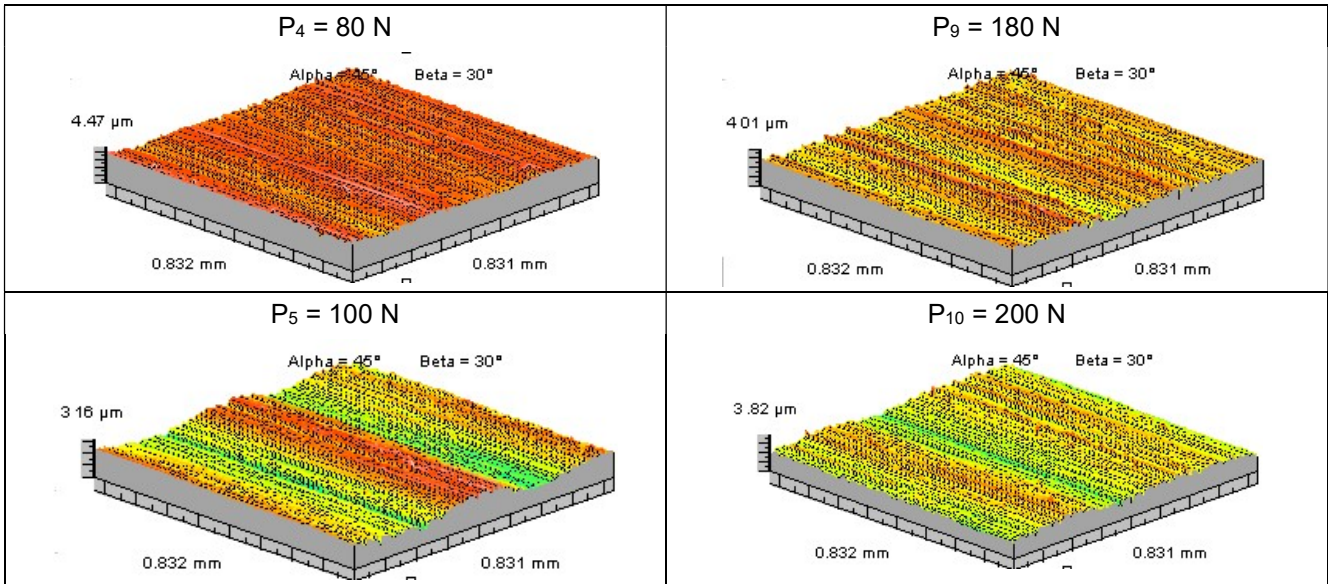 P₄ = 80 N
Alpha = 45° Beta = 30°
4.47 µm
0.832 mm
0.831 mm
P₉ = 180 N
Alpha = 45° Beta = 30°
4 01 µm
0.832 mm
0.831 mm
P₅ = 100 N
Alpha = 45° Beta = 30°
3 16 µm
0.832 mm
0.831 mm
P₁₀ = 200 N
Alpha = 45° Beta = 30°
3.82 µm
0.832 mm
0.831 mm